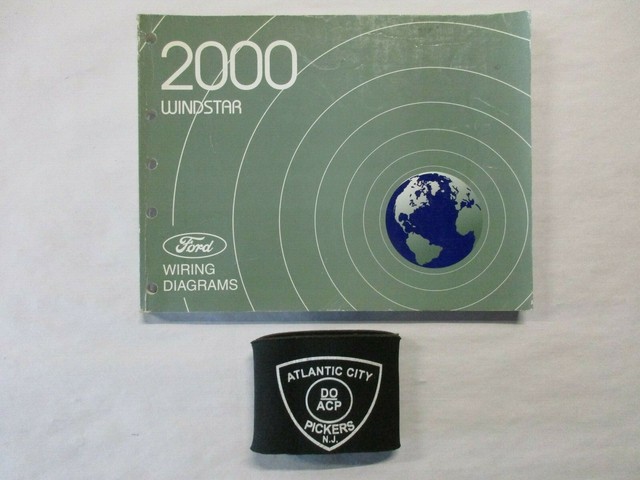 2000
WINDSTAR
Ford
WIRING
DIAGRAMS
ATLANTIC CITY
DO
ACP
PICKERS
N.J.